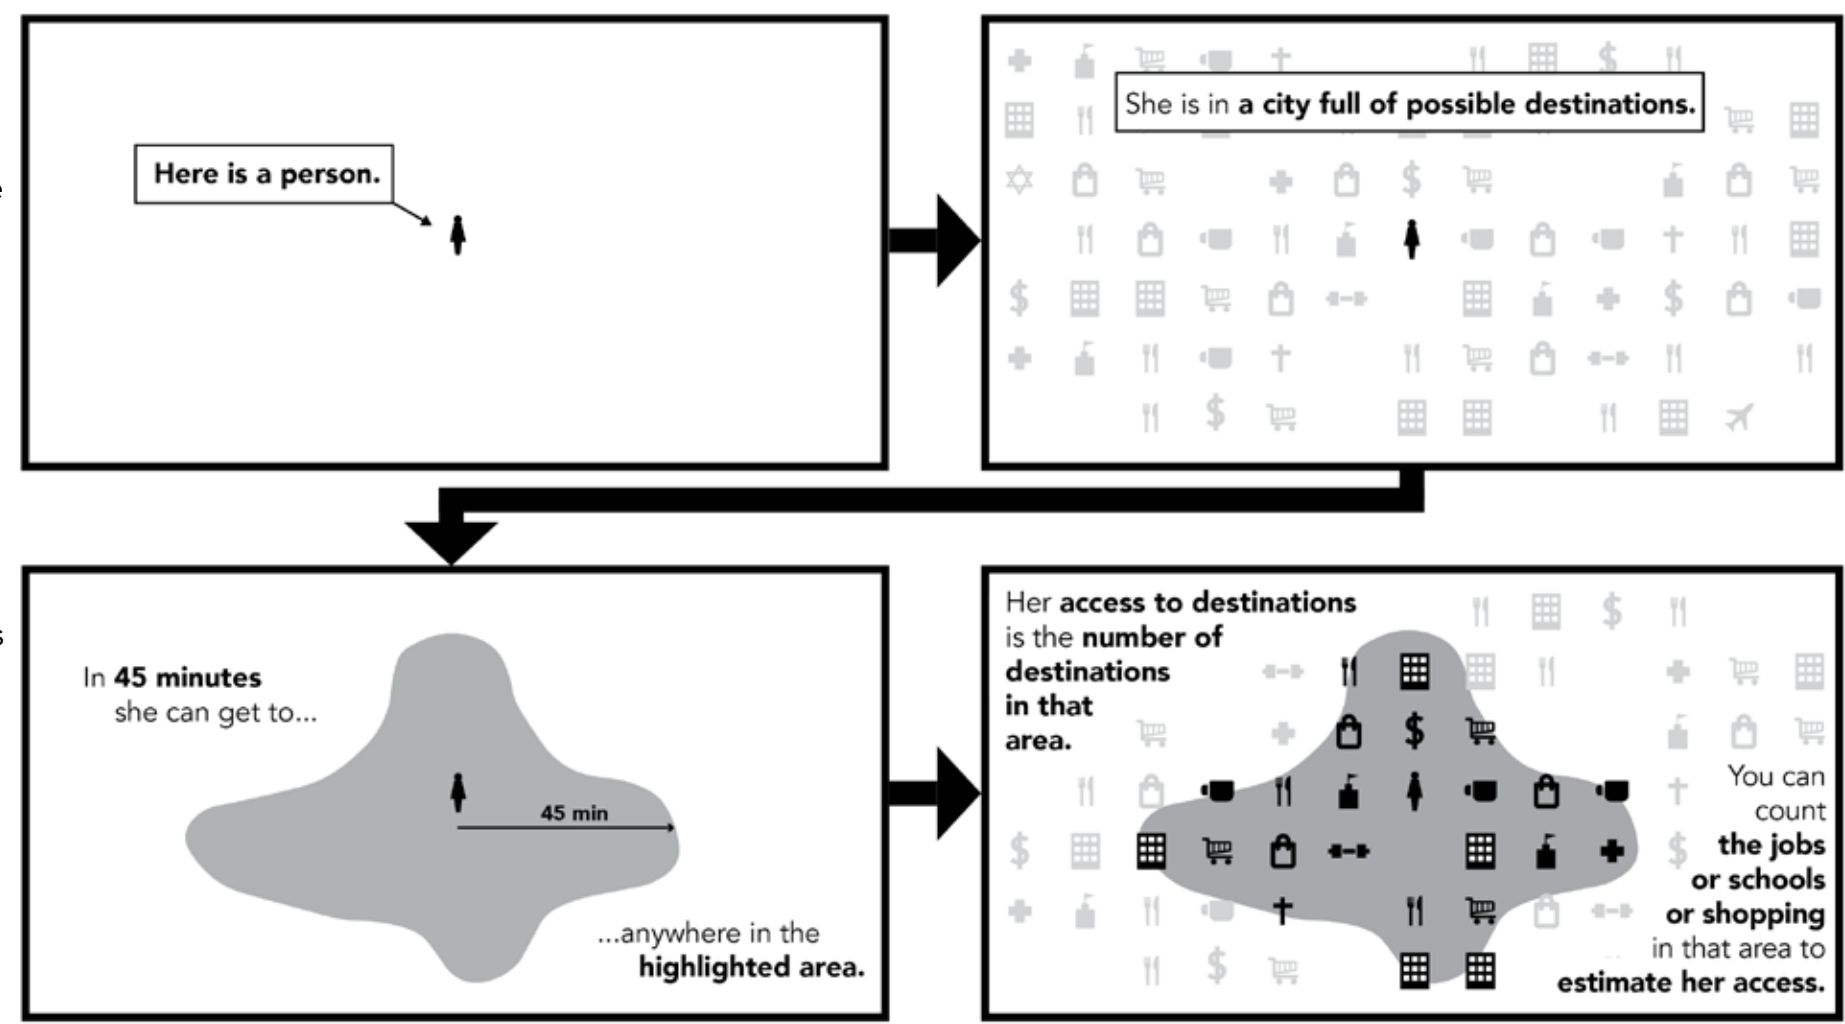 Here is a person.
She is in a city full of possible destinations.
In 45 minutes
she can get to...
45 min
...anywhere in the
highlighted area.
Her access to destinations
is the number of
destinations
in that
area.
You can
count
the jobs
or schools
or shopping
in that area to
estimate her access.